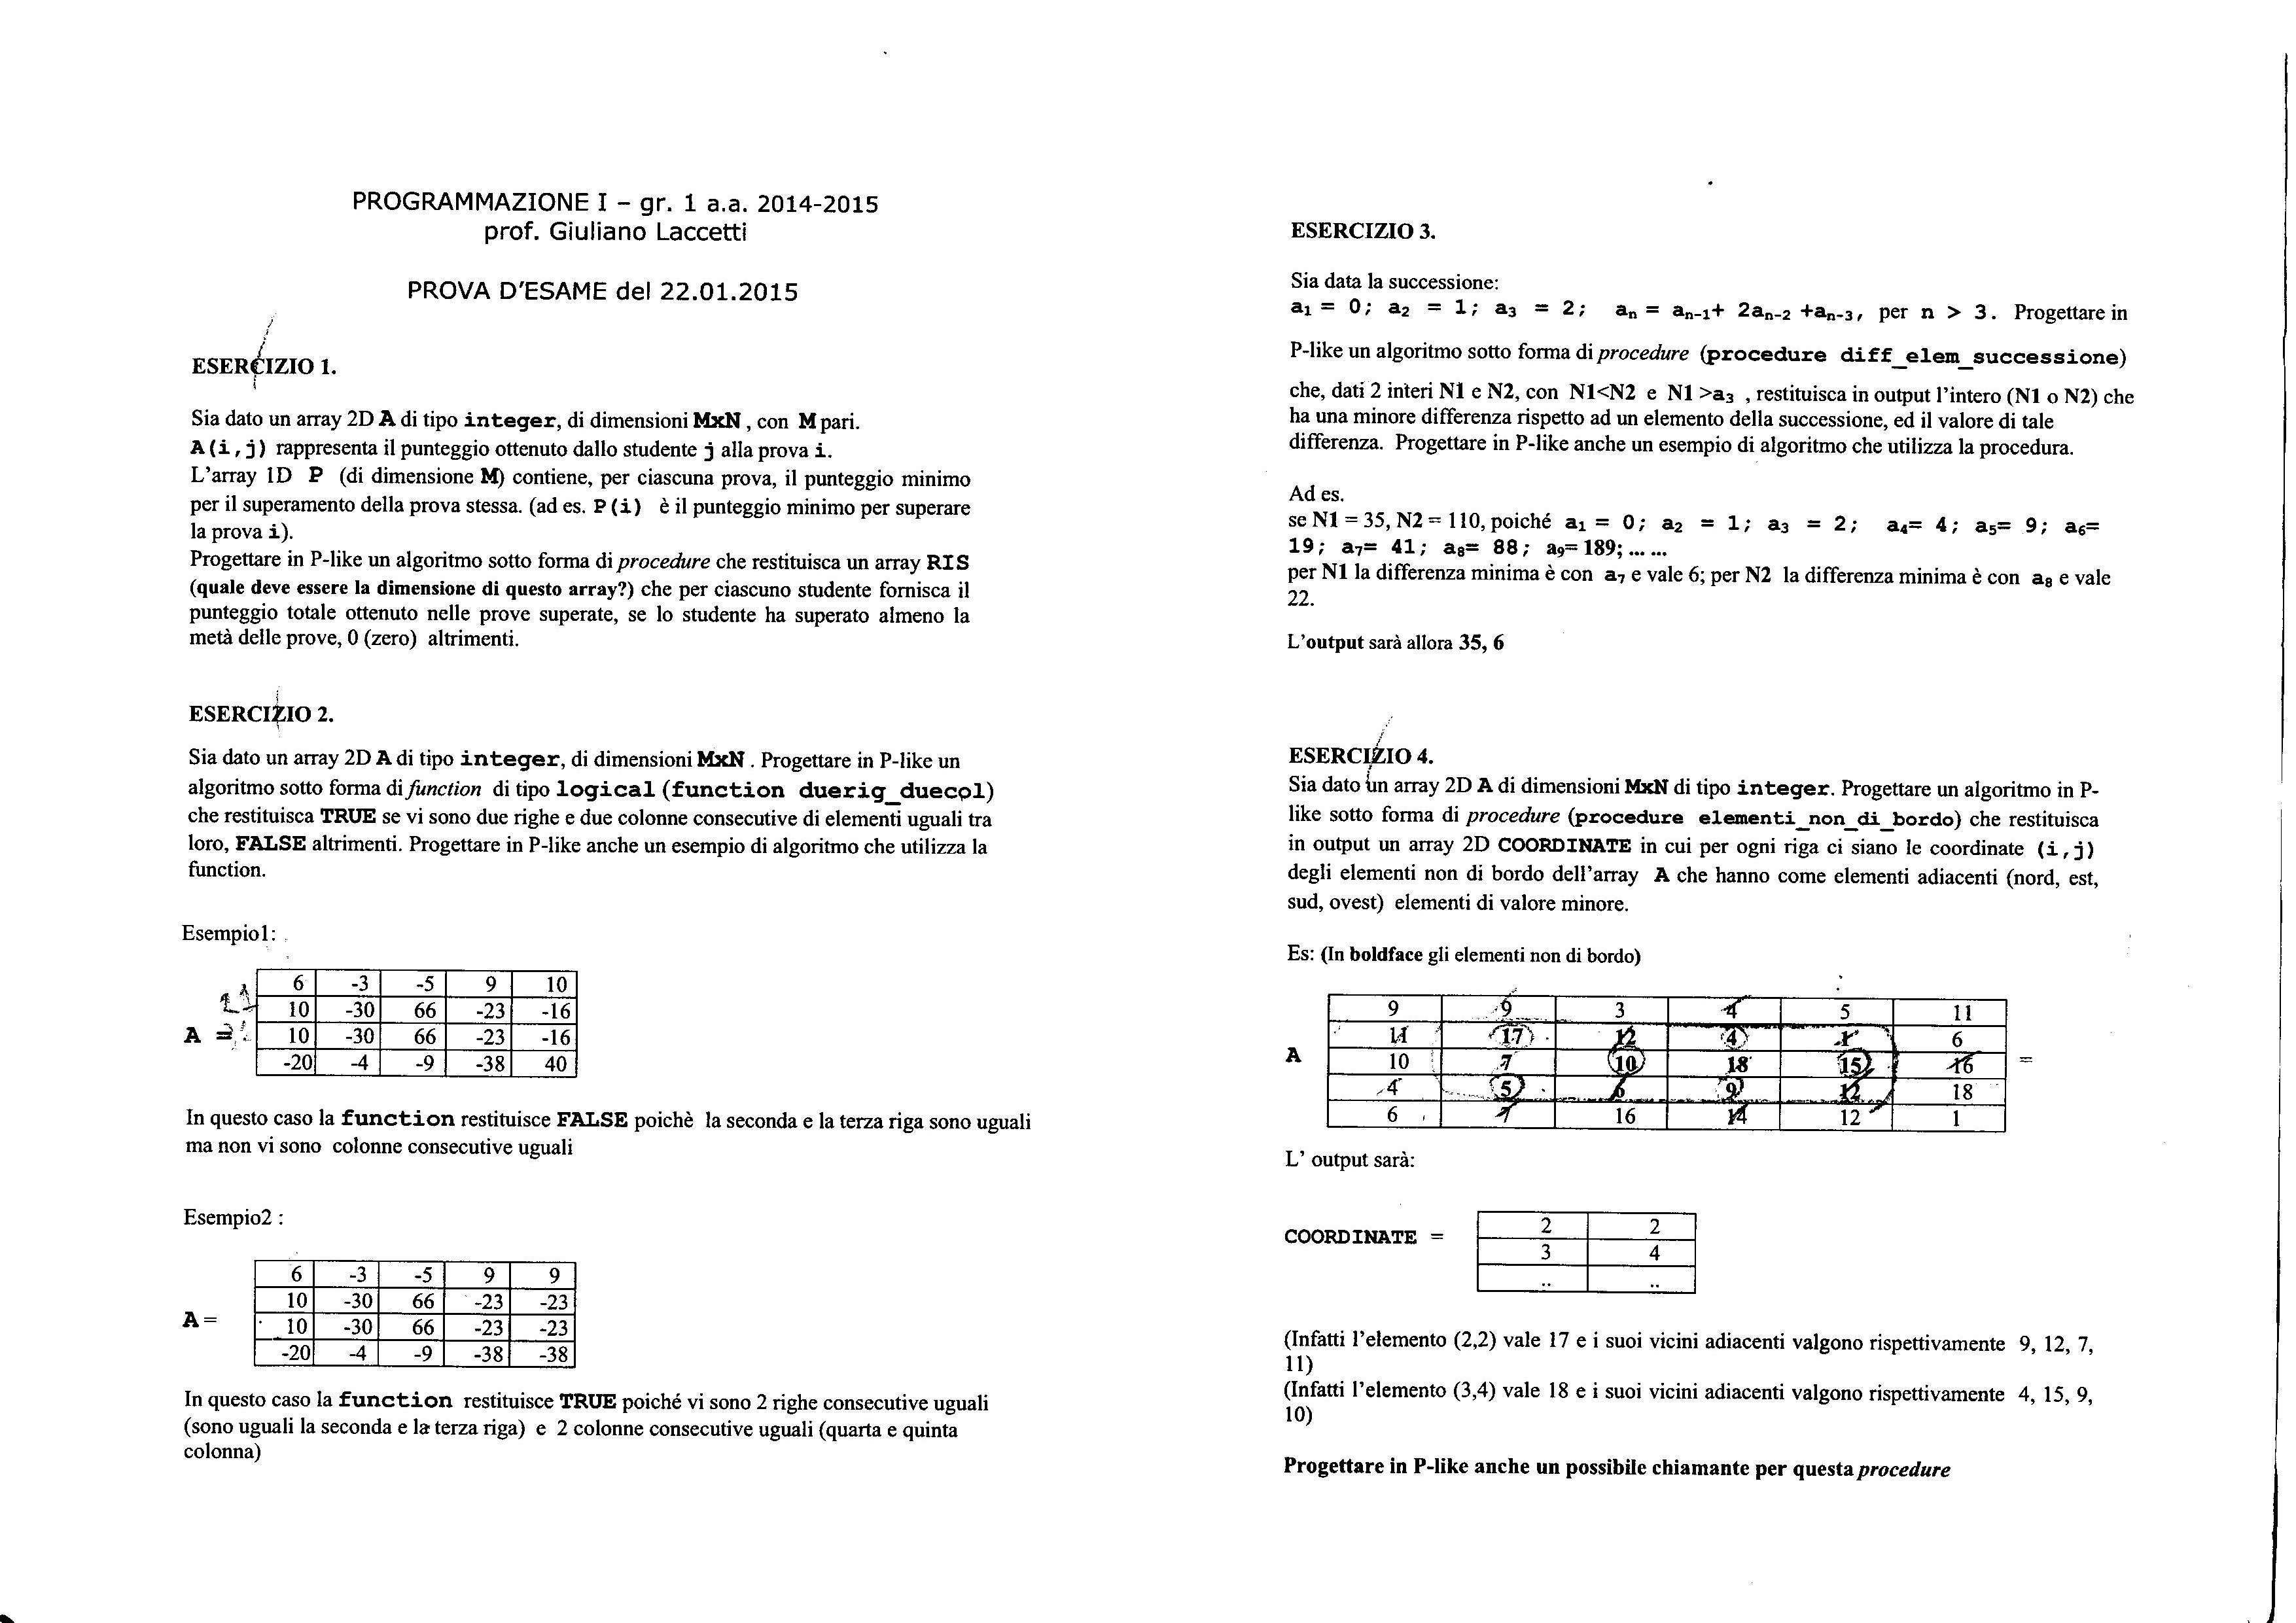 PROGRAMMAZIONE I – gr. 1 a.a. 2014-2015
prof. Giuliano Laccetti
PROVA D'ESAME del 22.01.2015
ESERCIZIO 1.
Sia dato un array 2D A di tipo integer, di dimensioni MxN , con M pari.
A(i,j) rappresenta il punteggio ottenuto dallo studente j alla prova i.
L'array 1D P (di dimensione M) contiene, per ciascuna prova, il punteggio minimo
per il superamento della prova stessa. (ad es. P(i) è il punteggio minimo per superare
la prova i).
Progettare in P-like un algoritmo sotto forma di procedure che restituisca un array RIS
(quale deve essere la dimensione di questo array?) che per ciascuno studente fornisca il
punteggio totale ottenuto nelle prove superate, se lo studente ha superato almeno la
metà delle prove, 0 (zero) altrimenti.
ESERCIZIO 2.
Sia dato un array 2D A di tipo integer, di dimensioni MxN . Progettare in P-like un
algoritmo sotto forma di function di tipo logical (function duerig_duecol)
che restituisca TRUE se vi sono due righe e due colonne consecutive di elementi uguali tra
loro, FALSE altrimenti. Progettare in P-like anche un esempio di algoritmo che utilizza la
function.
Esempio1:
6 -3 -5 9 10
10 -30 66 -23 -16
A = 10 -30 66 -23 -16
-20 -4 -9 -38 40
In questo caso la function restituisce FALSE poichè la seconda e la terza riga sono uguali
ma non vi sono colonne consecutive uguali
Esempio2 :
6 -3 -5 9 9
10 -30 66 -23 -23
A = 10 -30 66 -23 -23
-20 -4 -9 -38 -38
In questo caso la function restituisce TRUE poiché vi sono 2 righe consecutive uguali
(sono uguali la seconda e la terza riga) e 2 colonne consecutive uguali (quarta e quinta
colonna)
ESERCIZIO 3.
Sia data la successione:
a₁ = 0; a₂ = 1; a₃ = 2; aₙ = aₙ₋₁+ 2aₙ₋₂ +aₙ₋₃, per n > 3. Progettare in
P-like un algoritmo sotto forma di procedure (procedure diff_elem_successione)
che, dati 2 interi N1 e N2, con N1<N2 e N1 >a₃ , restituisca in output l'intero (N1 o N2) che
ha una minore differenza rispetto ad un elemento della successione, ed il valore di tale
differenza. Progettare in P-like anche un esempio di algoritmo che utilizza la procedura.
Ad es.
se N1 = 35, N2 = 110, poiché a₁ = 0; a₂ = 1; a₃ = 2; a₄= 4; a₅= 9; a₆=
19; a₇= 41; a₈= 88; a₉= 189; ... ...
per N1 la differenza minima è con a₇ e vale 6; per N2 la differenza minima è con a₈ e vale
22.
L'output sarà allora 35, 6
ESERCIZIO 4.
Sia dato un array 2D A di dimensioni MxN di tipo integer. Progettare un algoritmo in P-
like sotto forma di procedure (procedure elementi_non_di_bordo) che restituisca
in output un array 2D COORDINATE in cui per ogni riga ci siano le coordinate (i,j)
degli elementi non di bordo dell'array A che hanno come elementi adiacenti (nord, est,
sud, ovest) elementi di valore minore.
Es: (In boldface gli elementi non di bordo)
9 9 3 4 5 11
11 17 12 4 1 6
A 10 7 10 18 15 16 =
4 5 6 9 12 18
6 7 16 14 12 1
L' output sarà:
2 2
COORDINATE =
3 4
.. ..
(Infatti l'elemento (2,2) vale 17 e i suoi vicini adiacenti valgono rispettivamente 9, 12, 7,
11)
(Infatti l'elemento (3,4) vale 18 e i suoi vicini adiacenti valgono rispettivamente 4, 15, 9,
10)
Progettare in P-like anche un possibile chiamante per questa procedure